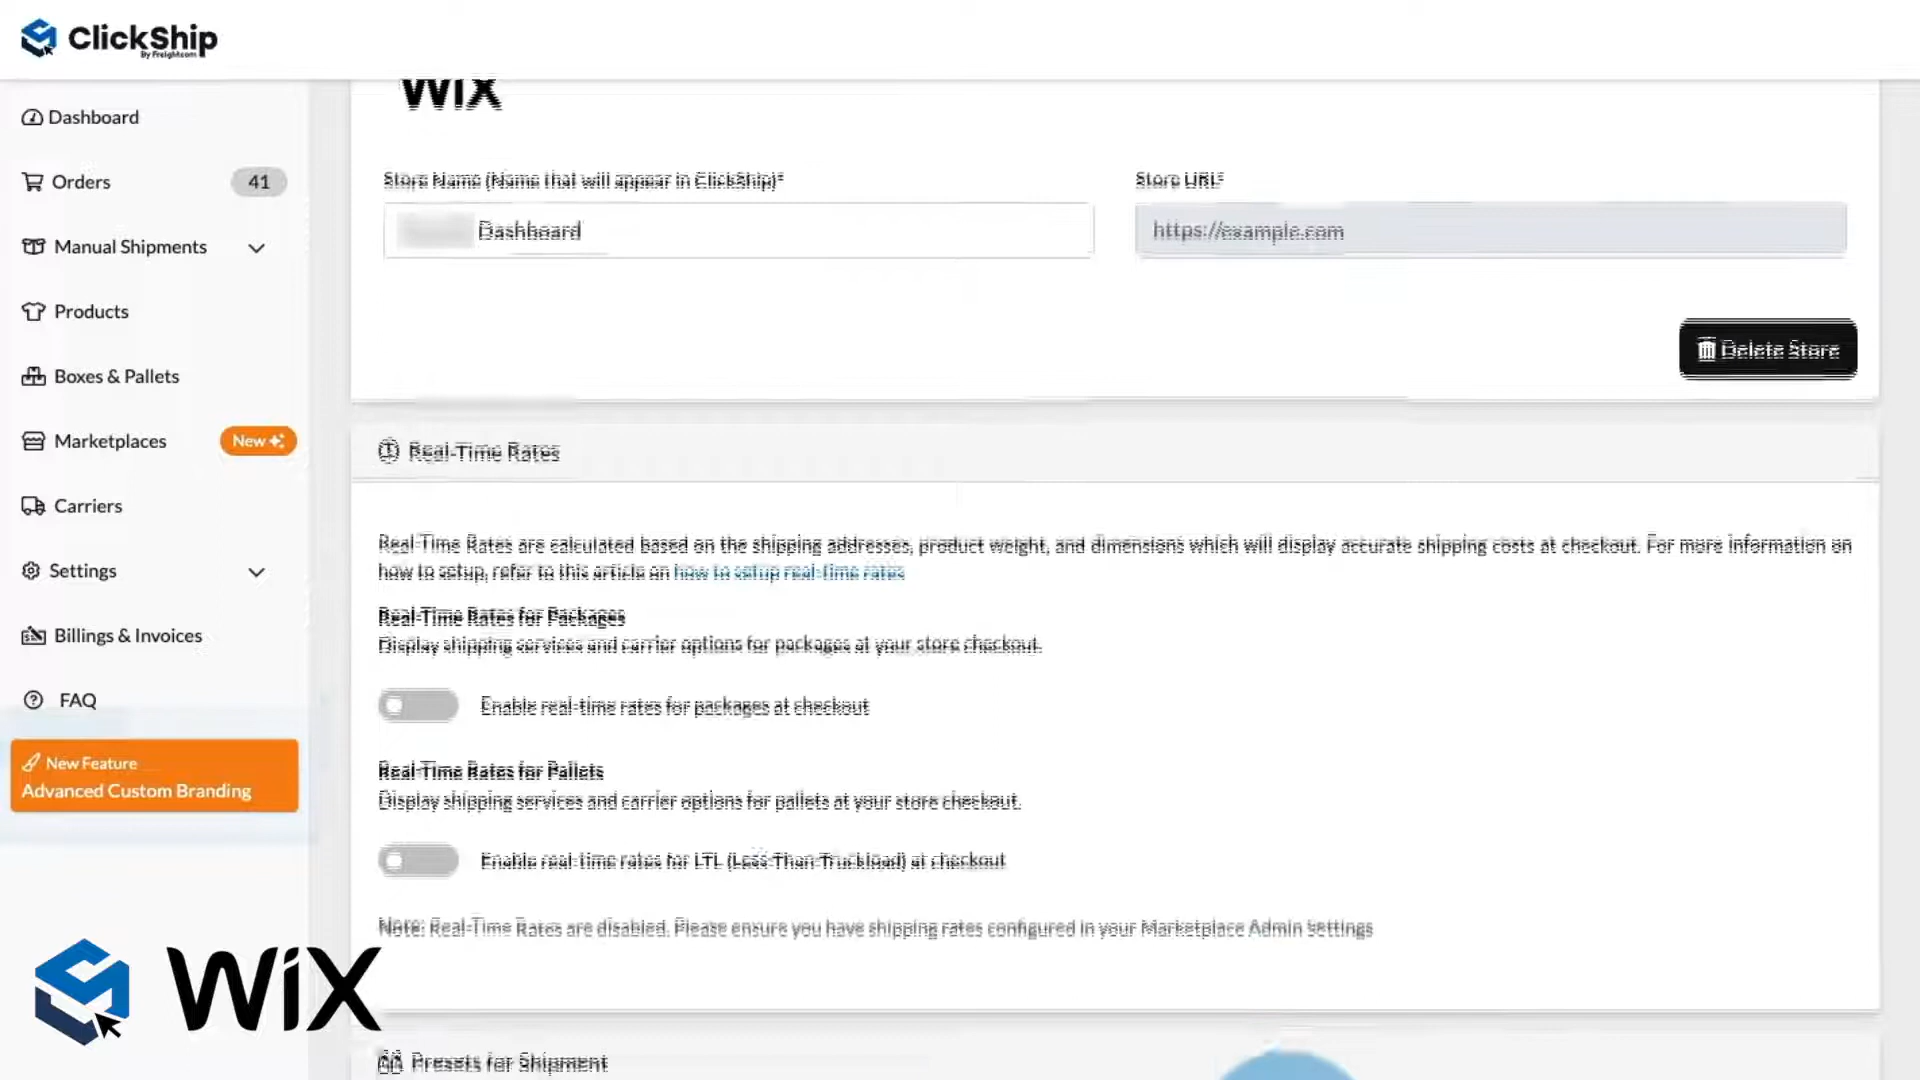 ClickShip
By Freightcom
WiX
Dashboard
Orders
41
Manual Shipments
Products
Boxes & Pallets
Marketplaces
New
Carriers
Settings
Billings & Invoices
FAQ
New Feature
Advanced Custom Branding
Store Name (Name that will appear in ClickShip)*
Dashboard
Store URL*
https://example.com
Delete Store
Real-Time Rates
Real-Time Rates are calculated based on the shipping addresses, product weight, and dimensions which will display accurate shipping costs at checkout. For more information on
how to setup, refer to this article on how to setup real-time rates
Real-Time Rates for Packages
Display shipping services and carrier options for packages at your store checkout.
Enable real-time rates for packages at checkout
Real-Time Rates for Pallets
Display shipping services and carrier options for pallets at your store checkout.
Enable real-time rates for LTL (Less-Than-Truckload) at checkout
Note: Real-Time Rates are disabled. Please ensure you have shipping rates configured in your Marketplace Admin Settings
WiX
Presets for Shipment